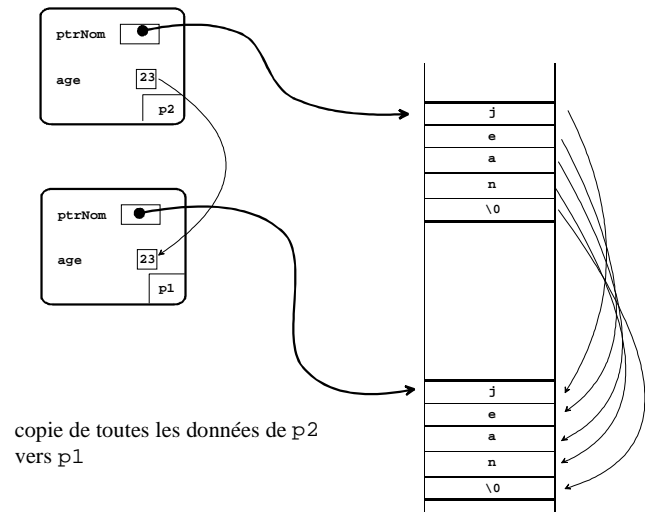 ptrNom
age 23
p2
j
e
a
n
\0
ptrNom
age 23
p1
j
e
a
n
\0
copie de toutes les données de p2
vers p1